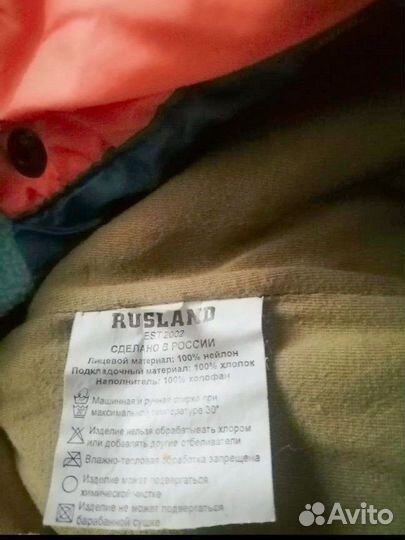 RUSLAND
EST.2002
СДЕЛАНО В РОССИИ
Лицевой материал: 100% нейлон
Подкладочный материал: 100% хлопок
Наполнитель: 100% холофан
Машинная и ручная стирка при
максимальной температуре 30°
Изделие нельзя обрабатывать хлором
или добавлять другие отбеливатели
Влажно-тепловая обработка запрещена
Изделие может подвергаться
химической чистке
Изделие не может подвергаться
барабанной сушке
Avito